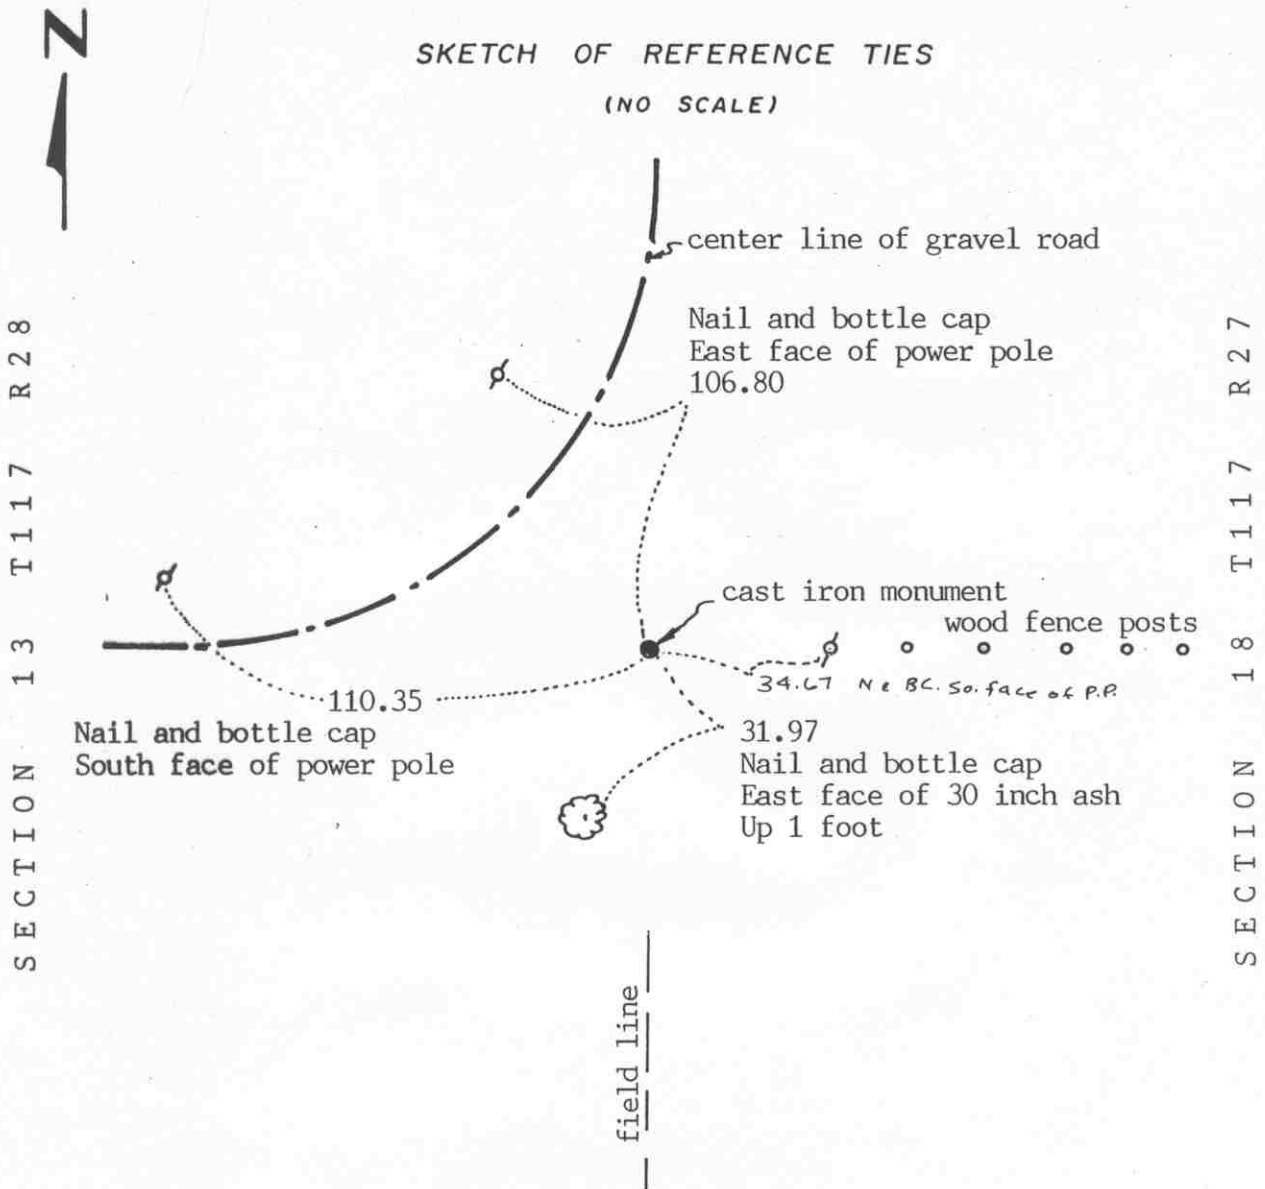 N
SKETCH OF REFERENCE TIES
(NO SCALE)
center line of gravel road
Nail and bottle cap
East face of power pole
106.80
SECTION 13 T117 R28
SECTION 18 T117 R27
cast iron monument
wood fence posts
34.67 N & BC. So. face of P.P.
110.35
Nail and bottle cap
South face of power pole
31.97
Nail and bottle cap
East face of 30 inch ash
Up 1 foot
field line